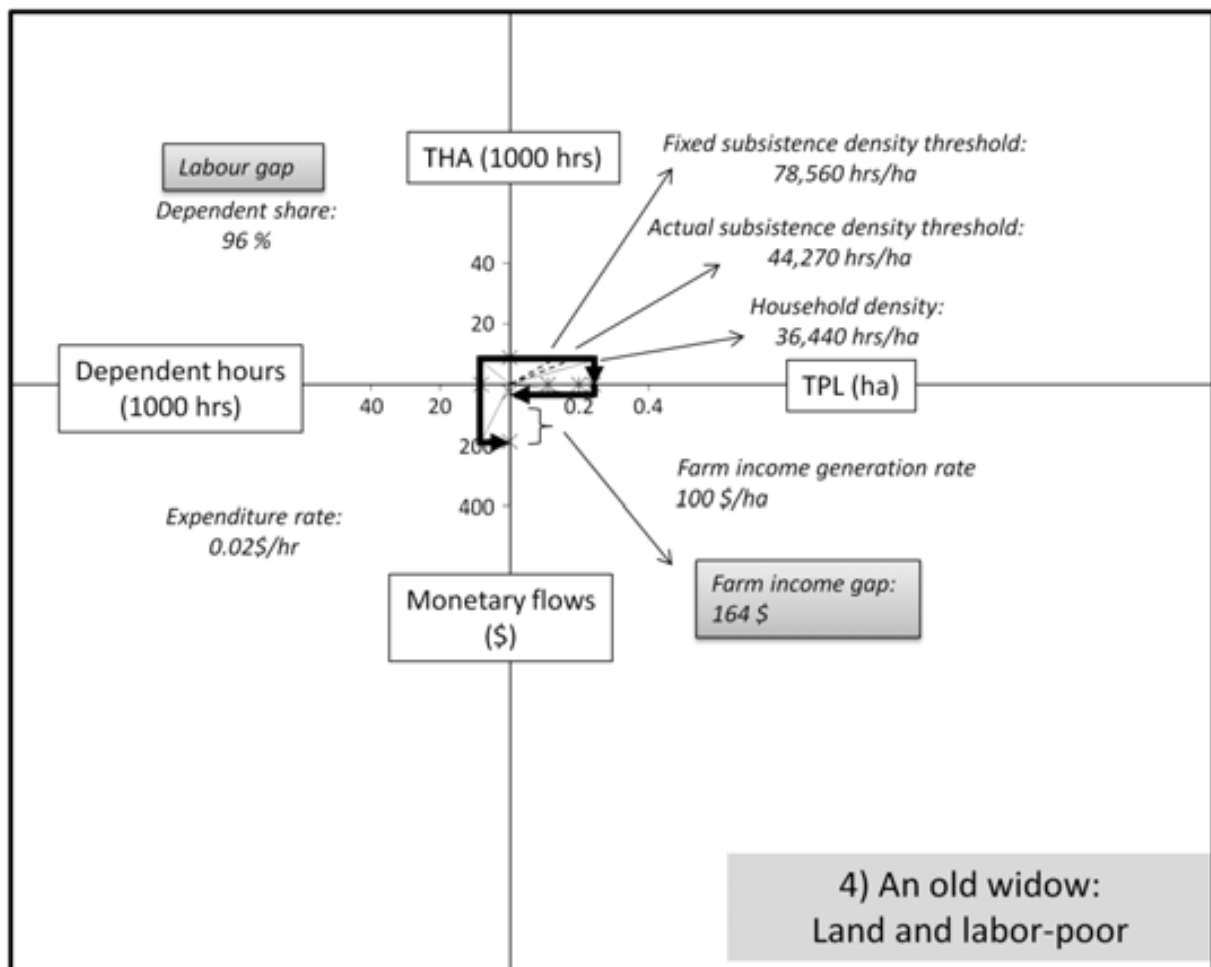 THA (1000 hrs)
Fixed subsistence density threshold:
78,560 hrs/ha
Labour gap
Dependent share:
96 %
Actual subsistence density threshold:
44,270 hrs/ha
40
20
Household density:
36,440 hrs/ha
Dependent hours
(1000 hrs)
TPL (ha)
40
20
0.2
0.4
200
400
Farm income generation rate
100 $/ha
Expenditure rate:
0.02$/hr
Monetary flows
($)
Farm income gap:
164 $
4) An old widow:
Land and labor-poor